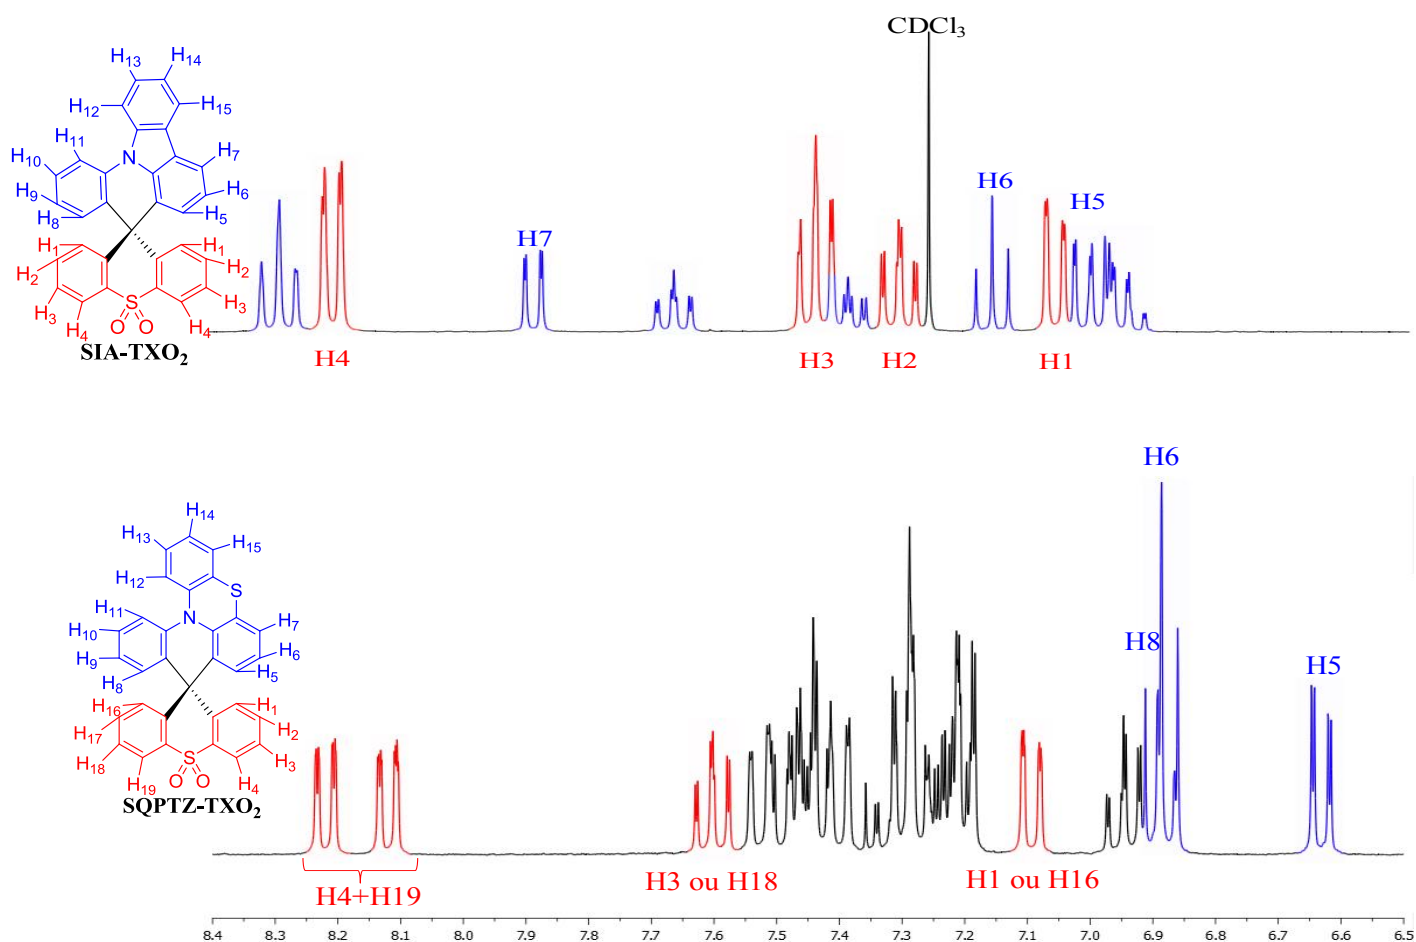 CDCl3
H13 H14
H12 H15
H11
H10 N H7
H9 H6
H8 H5
H1 H1
H2 H2
H3 S H3
H4 O O H4
SIA-TXO2
H7
H6
H5
H4
H3
H2
H1
H14
H13 H15
H12 S
H11 N H7
H10 H6
H9
H8 H5
H16 H1
H17 H2
H18 S H3
O O
H19 H4
SQPTZ-TXO2
H6
H8
H5
H4+H19
H3 ou H18
H1 ou H16
8.4 8.3 8.2 8.1 8.0 7.9 7.8 7.7 7.6 7.5 7.4 7.3 7.2 7.1 7.0 6.9 6.8 6.7 6.6 6.5